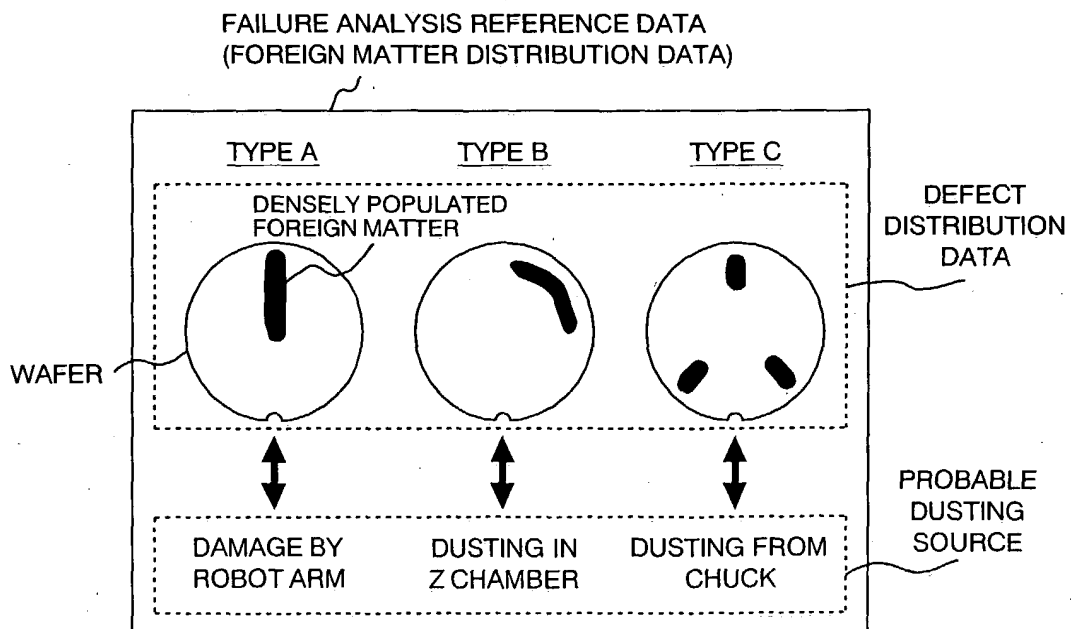 FAILURE ANALYSIS REFERENCE DATA
(FOREIGN MATTER DISTRIBUTION DATA)
TYPE A
TYPE B
TYPE C
DENSELY POPULATED
FOREIGN MATTER
DEFECT
DISTRIBUTION
DATA
WAFER
PROBABLE
DUSTING
SOURCE
DAMAGE BY
ROBOT ARM
DUSTING IN
Z CHAMBER
DUSTING FROM
CHUCK